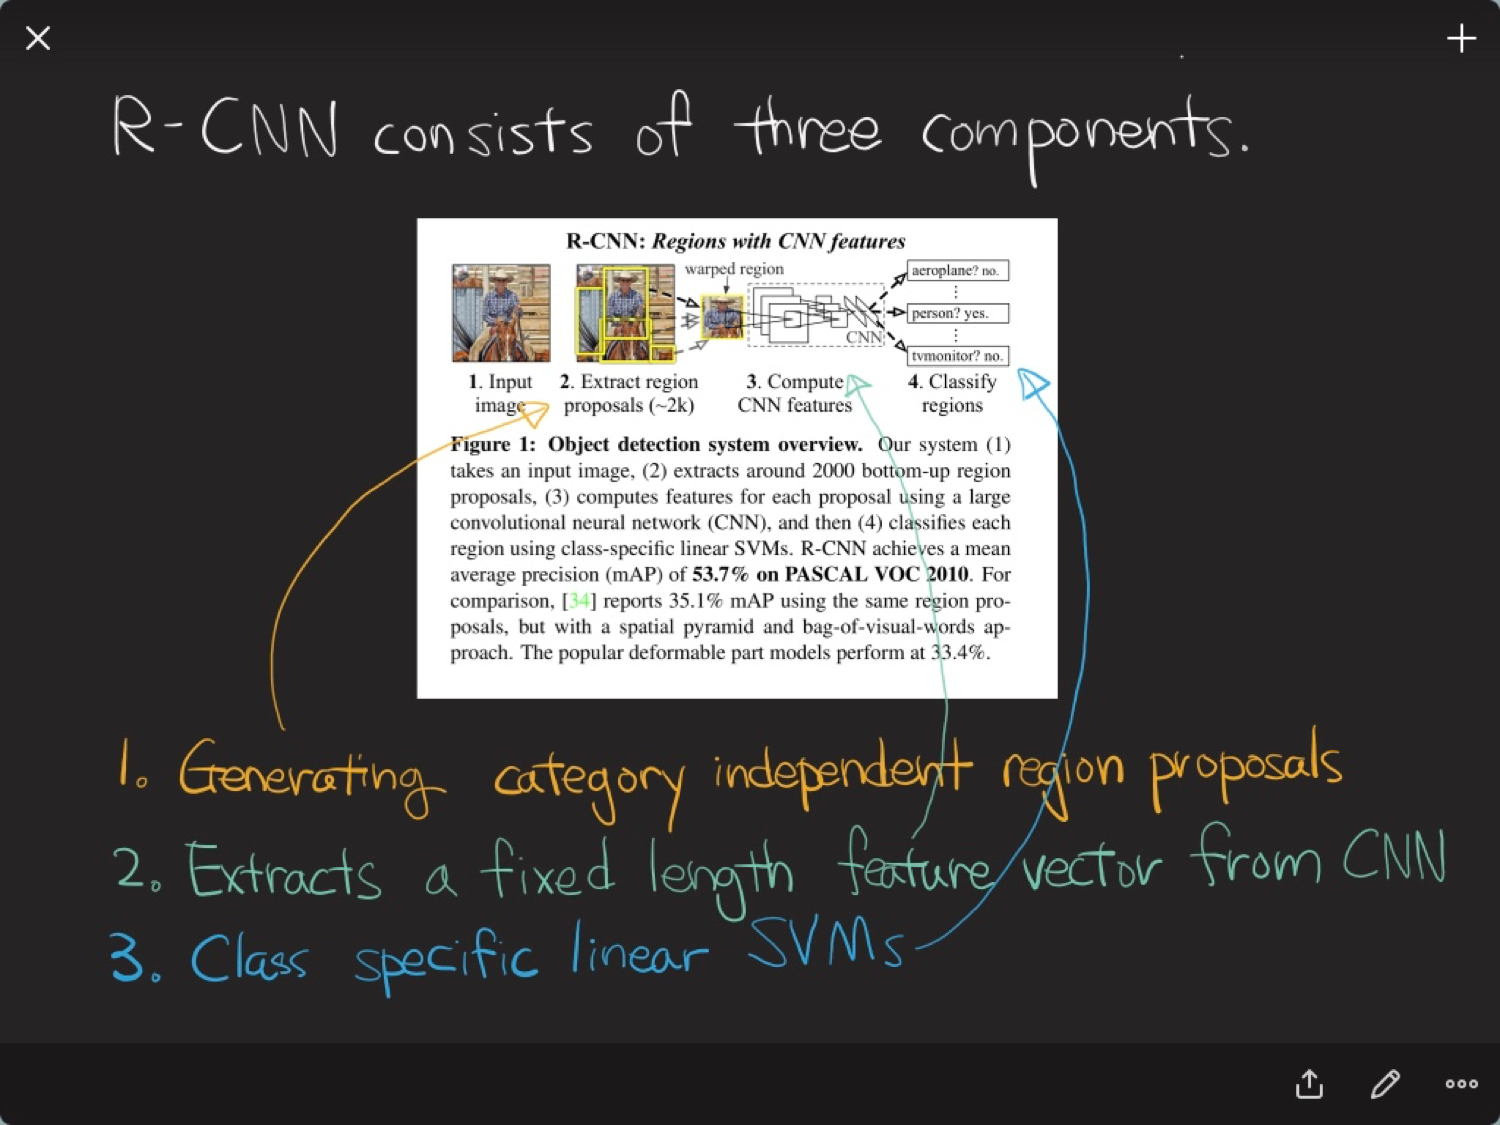 R-CNN consists of three components.
R-CNN: Regions with CNN features
warped region
aeroplane? no.
person? yes.
CNN
tvmonitor? no.
1. Input image
2. Extract region proposals (~2k)
3. Compute CNN features
4. Classify regions
Figure 1: Object detection system overview. Our system (1)
takes an input image, (2) extracts around 2000 bottom-up region
proposals, (3) computes features for each proposal using a large
convolutional neural network (CNN), and then (4) classifies each
region using class-specific linear SVMs. R-CNN achieves a mean
average precision (mAP) of 53.7% on PASCAL VOC 2010. For
comparison, [34] reports 35.1% mAP using the same region pro-
posals, but with a spatial pyramid and bag-of-visual-words ap-
proach. The popular deformable part models perform at 33.4%.
1. Generating category independent region proposals
2. Extracts a fixed length feature vector from CNN
3. Class specific linear SVMs